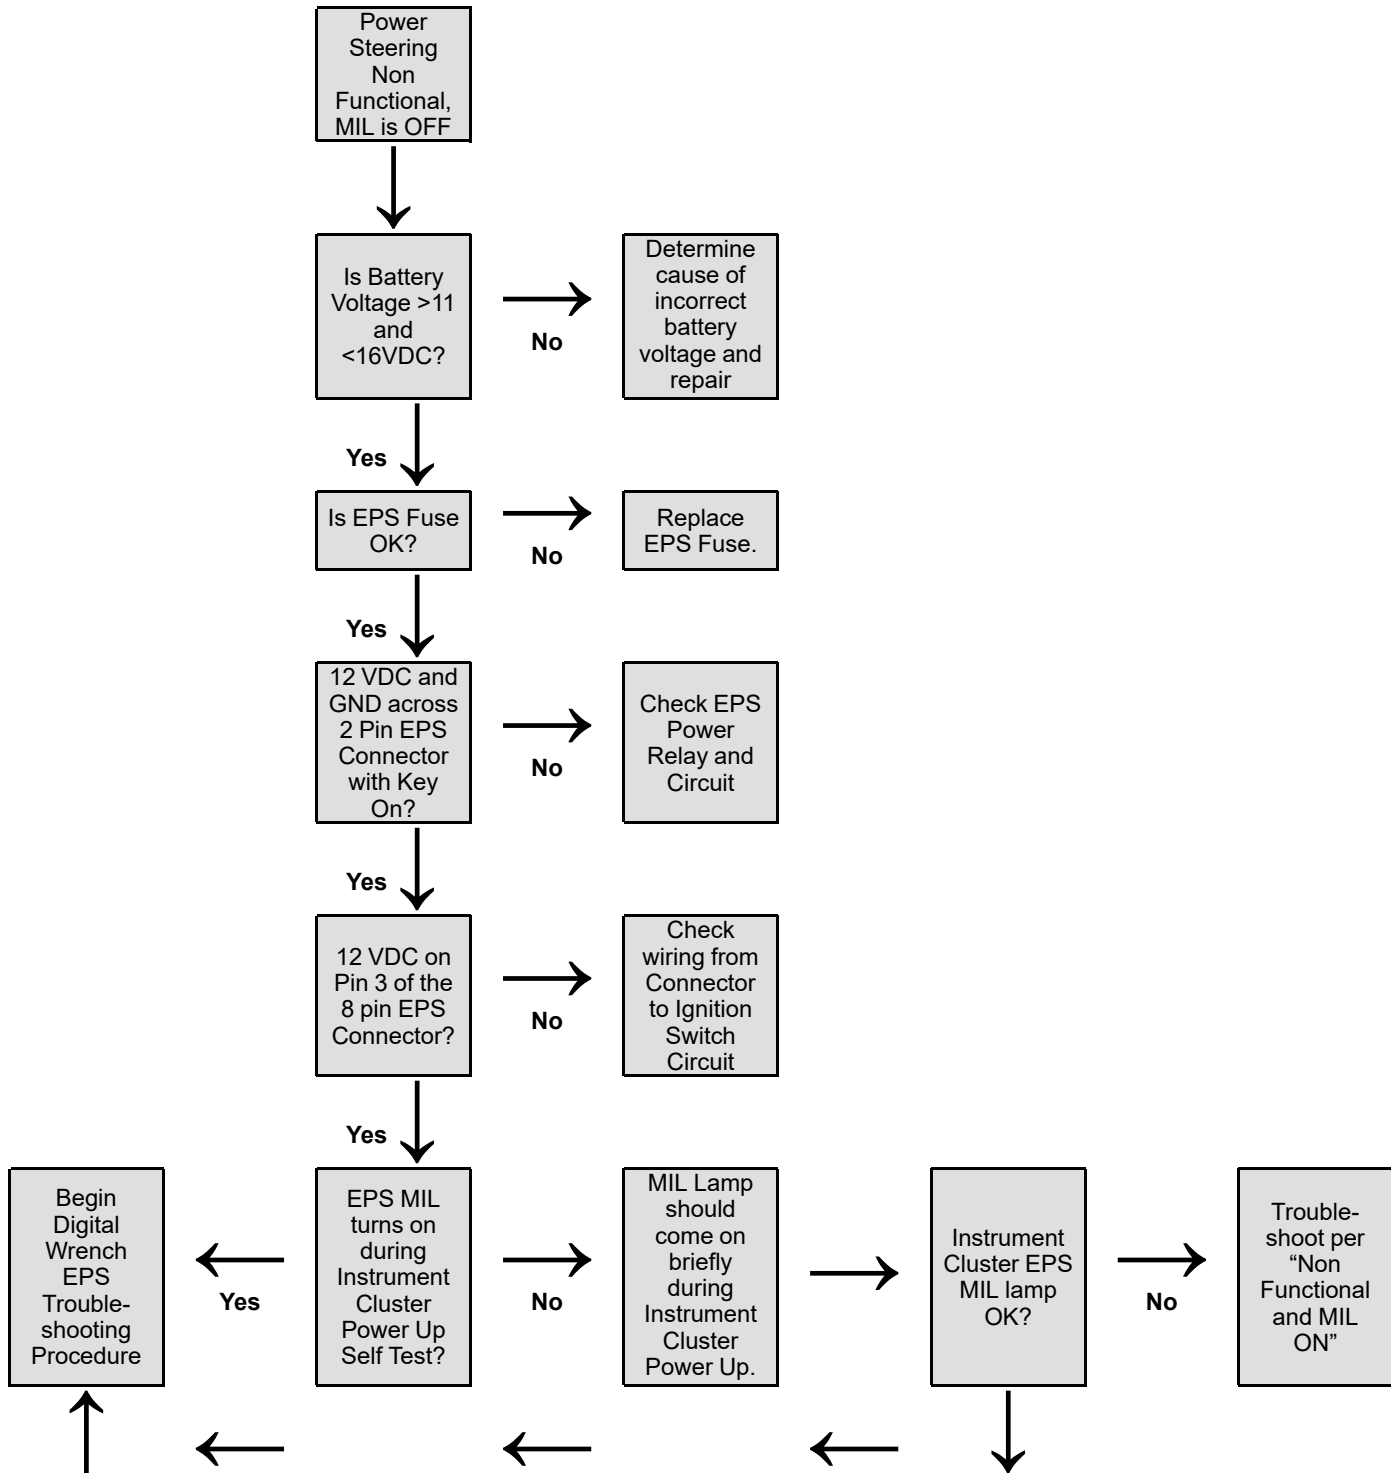 Power
Steering
Non
Functional,
MIL is OFF
Is Battery
Voltage >11
and
<16VDC?
No
Determine
cause of
incorrect
battery
voltage and
repair
Yes
Is EPS Fuse
OK?
No
Replace
EPS Fuse.
Yes
12 VDC and
GND across
2 Pin EPS
Connector
with Key
On?
No
Check EPS
Power
Relay and
Circuit
Yes
12 VDC on
Pin 3 of the
8 pin EPS
Connector?
No
Check
wiring from
Connector
to Ignition
Switch
Circuit
Yes
Begin
Digital
Wrench
EPS
Trouble-
shooting
Procedure
Yes
EPS MIL
turns on
during
Instrument
Cluster
Power Up
Self Test?
No
MIL Lamp
should
come on
briefly
during
Instrument
Cluster
Power Up.
Instrument
Cluster EPS
MIL lamp
OK?
No
Trouble-
shoot per
“Non
Functional
and MIL
ON”